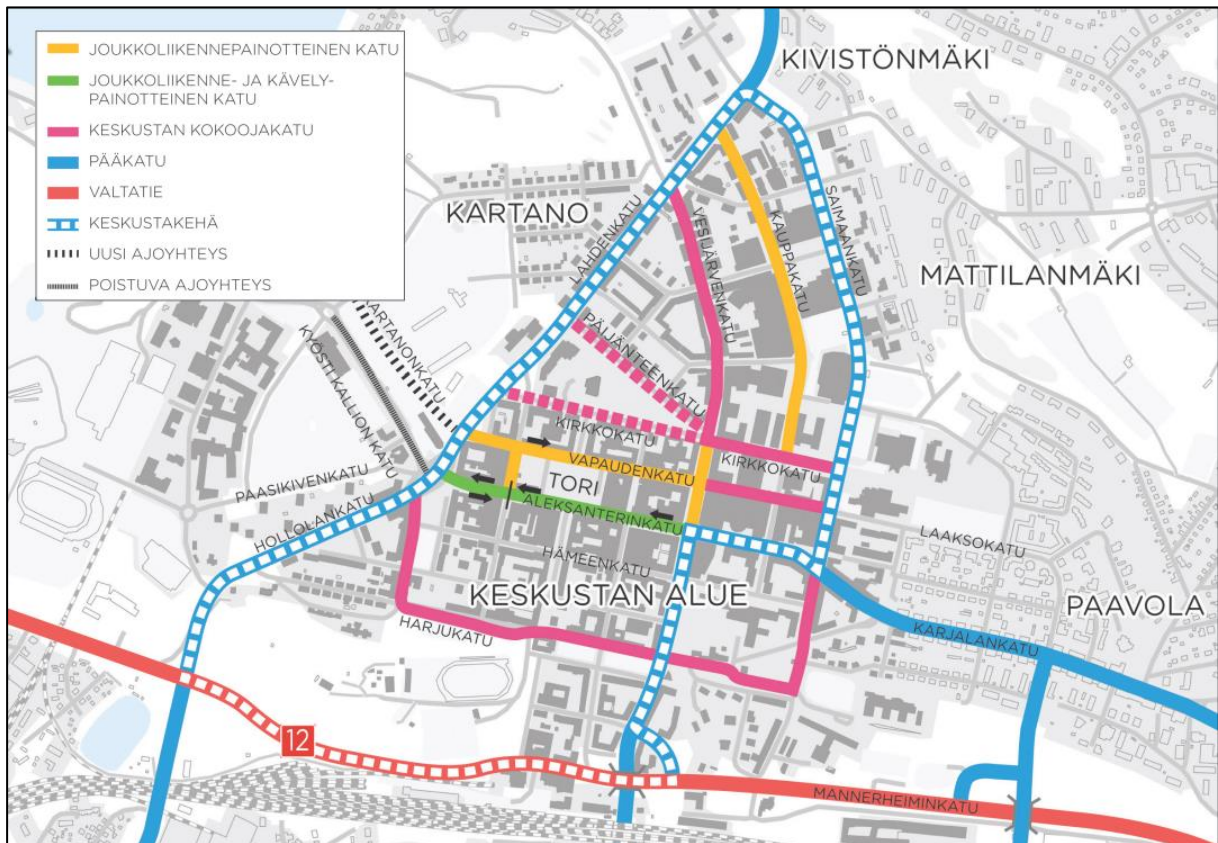 JOUKKOLIIKENNEPAINOTTEINEN KATU
JOUKKOLIIKENNE- JA KÄVELY-
PAINOTTEINEN KATU
KESKUSTAN KOKOOJAKATU
PÄÄKATU
VALTATIE
KESKUSTAKEHÄ
UUSI AJOYHTEYS
POISTUVA AJOYHTEYS
KIVISTÖNMÄKI
KARTANO
LAHDENKATU
VESIJÄRVENKATU
KAUPPAKATU
SAIMAANKATU
MATTILANMÄKI
KARTANONKATU
KYÖSTI KALLION KATU
PÄIJÄNTEENKATU
KIRKKOKATU
KIRKKOKATU
VAPAUDENKATU
TORI
PAASIKIVENKATU
ALEKSANTERINKATU
HOLLOLANKATU
HÄMEENKATU
LAAKSOKATU
KESKUSTAN ALUE
PAAVOLA
HARJUKATU
KARJALANKATU
12
MANNERHEIMINKATU